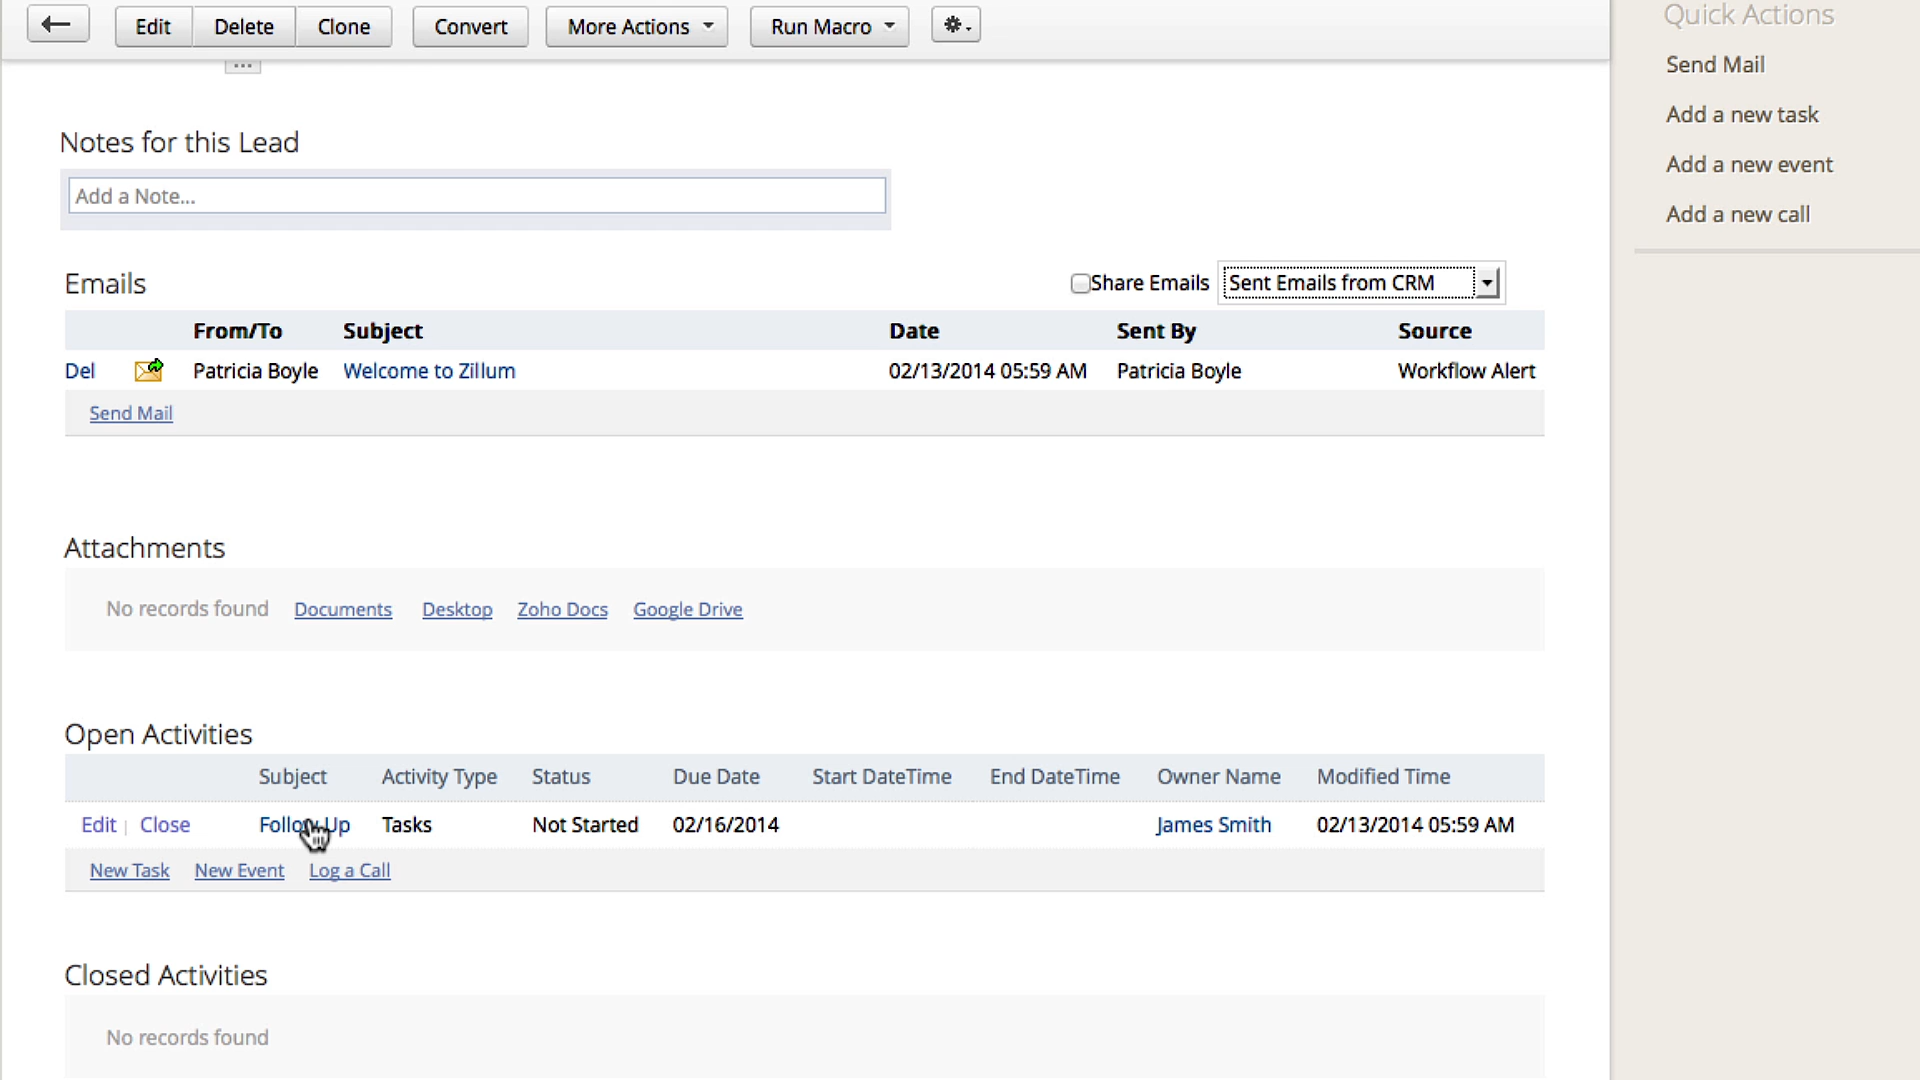 Edit Delete Clone Convert More Actions Run Macro
...
Quick Actions
Send Mail
Add a new task
Add a new event
Add a new call
Notes for this Lead
Add a Note...
Emails
Share Emails Sent Emails from CRM
From/To Subject Date Sent By Source
Del Patricia Boyle Welcome to Zillum 02/13/2014 05:59 AM Patricia Boyle Workflow Alert
Send Mail
Attachments
No records found Documents Desktop Zoho Docs Google Drive
Open Activities
Subject Activity Type Status Due Date Start DateTime End DateTime Owner Name Modified Time
Edit | Close Follow Up Tasks Not Started 02/16/2014 James Smith 02/13/2014 05:59 AM
New Task New Event Log a Call
Closed Activities
No records found